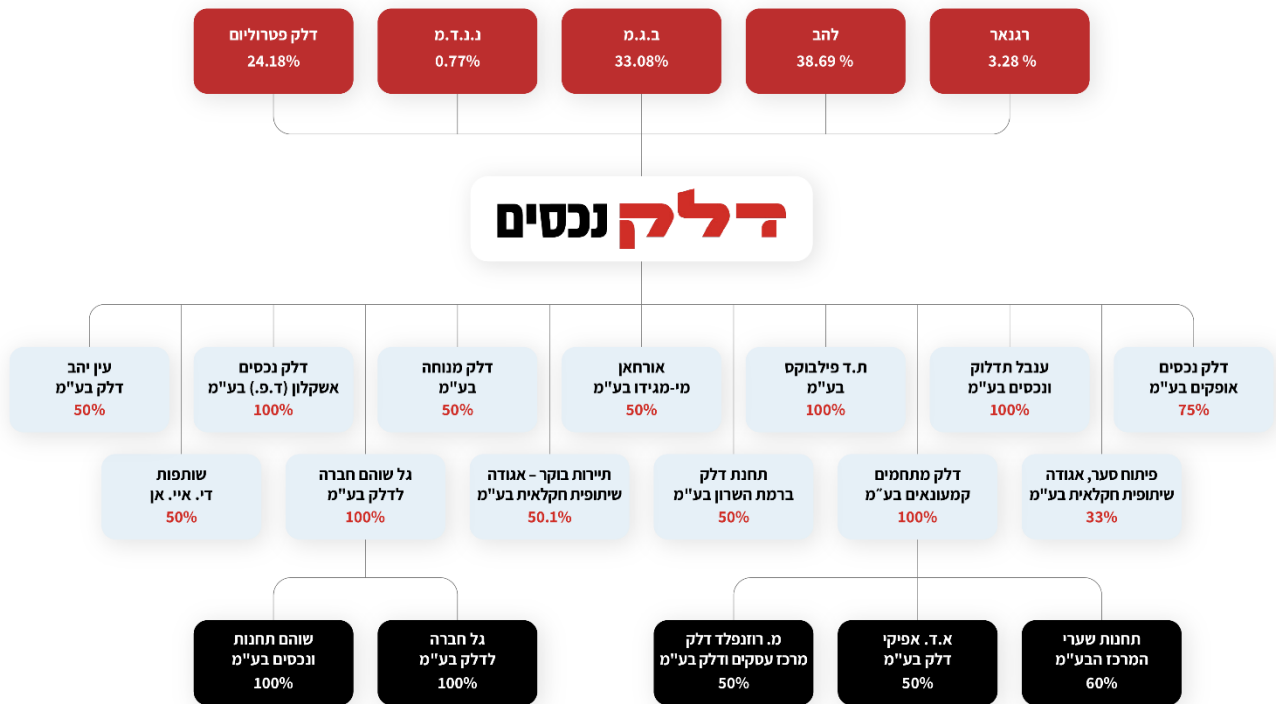 רגנאר
3.28 %
להב
38.69 %
ב.ג.מ
33.08%
נ.נ.ד.מ
0.77%
דלק פטרוליום
24.18%
דלק נכסים
דלק נכסים
אופקים בע"מ
75%
ענבל תדלוק
ונכסים בע"מ
100%
ת.ד פילבוקס
בע"מ
100%
אורחאן
מי-מגידו בע"מ
50%
דלק מנוחה
בע"מ
50%
דלק נכסים
אשקלון (ד.פ.) בע"מ
100%
עין יהב
דלק בע"מ
50%
פיתוח סער, אגודה
שיתופית חקלאית בע"מ
33%
דלק מתחמים
קמעונאים בע״מ
100%
תחנת דלק
ברמת השרון בע"מ
50%
תיירות בוקר – אגודה
שיתופית חקלאית בע"מ
50.1%
גל שוהם חברה
לדלק בע"מ
100%
שותפות
די. איי. אן
50%
תחנות שערי
המרכז הבע"מ
60%
א.ד. אפיקי
דלק בע"מ
50%
מ. רוזנפלד דלק
מרכז עסקים ודלק בע"מ
50%
גל חברה
לדלק בע"מ
100%
שוהם תחנות
ונכסים בע"מ
100%